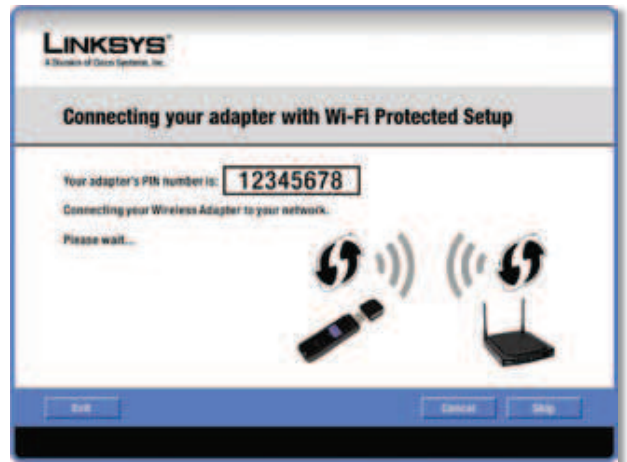 LINKSYS®
A Division of Cisco Systems, Inc.
Connecting your adapter with Wi-Fi Protected Setup
Your adapter's PIN number is: 12345678
Connecting your Wireless Adapter to your network.
Please wait...
Exit
Cancel
Skip